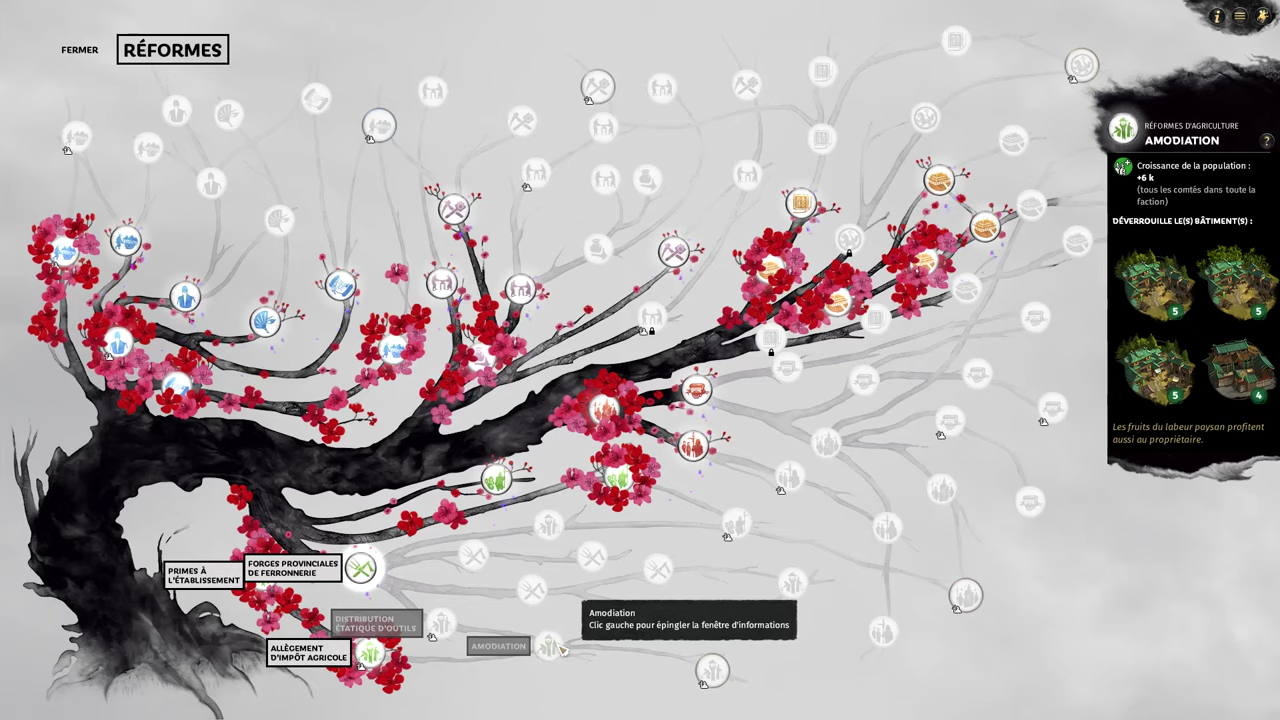 FERMER
RÉFORMES
RÉFORMES D'AGRICULTURE
AMODIATION
?
Croissance de la population :
+6 k
(tous les comtés dans toute la
faction)
DÉVERROUILLE LE(S) BÂTIMENT(S) :
5
5
5
4
Les fruits du labeur paysan profitent
aussi au propriétaire.
PRIMES À
L'ÉTABLISSEMENT
FORGES PROVINCIALES
DE FERRONNERIE
DISTRIBUTION
ÉTATIQUE D'OUTILS
ALLÈGEMENT
D'IMPÔT AGRICOLE
AMODIATION
Amodiation
Clic gauche pour épingler la fenêtre d'informations